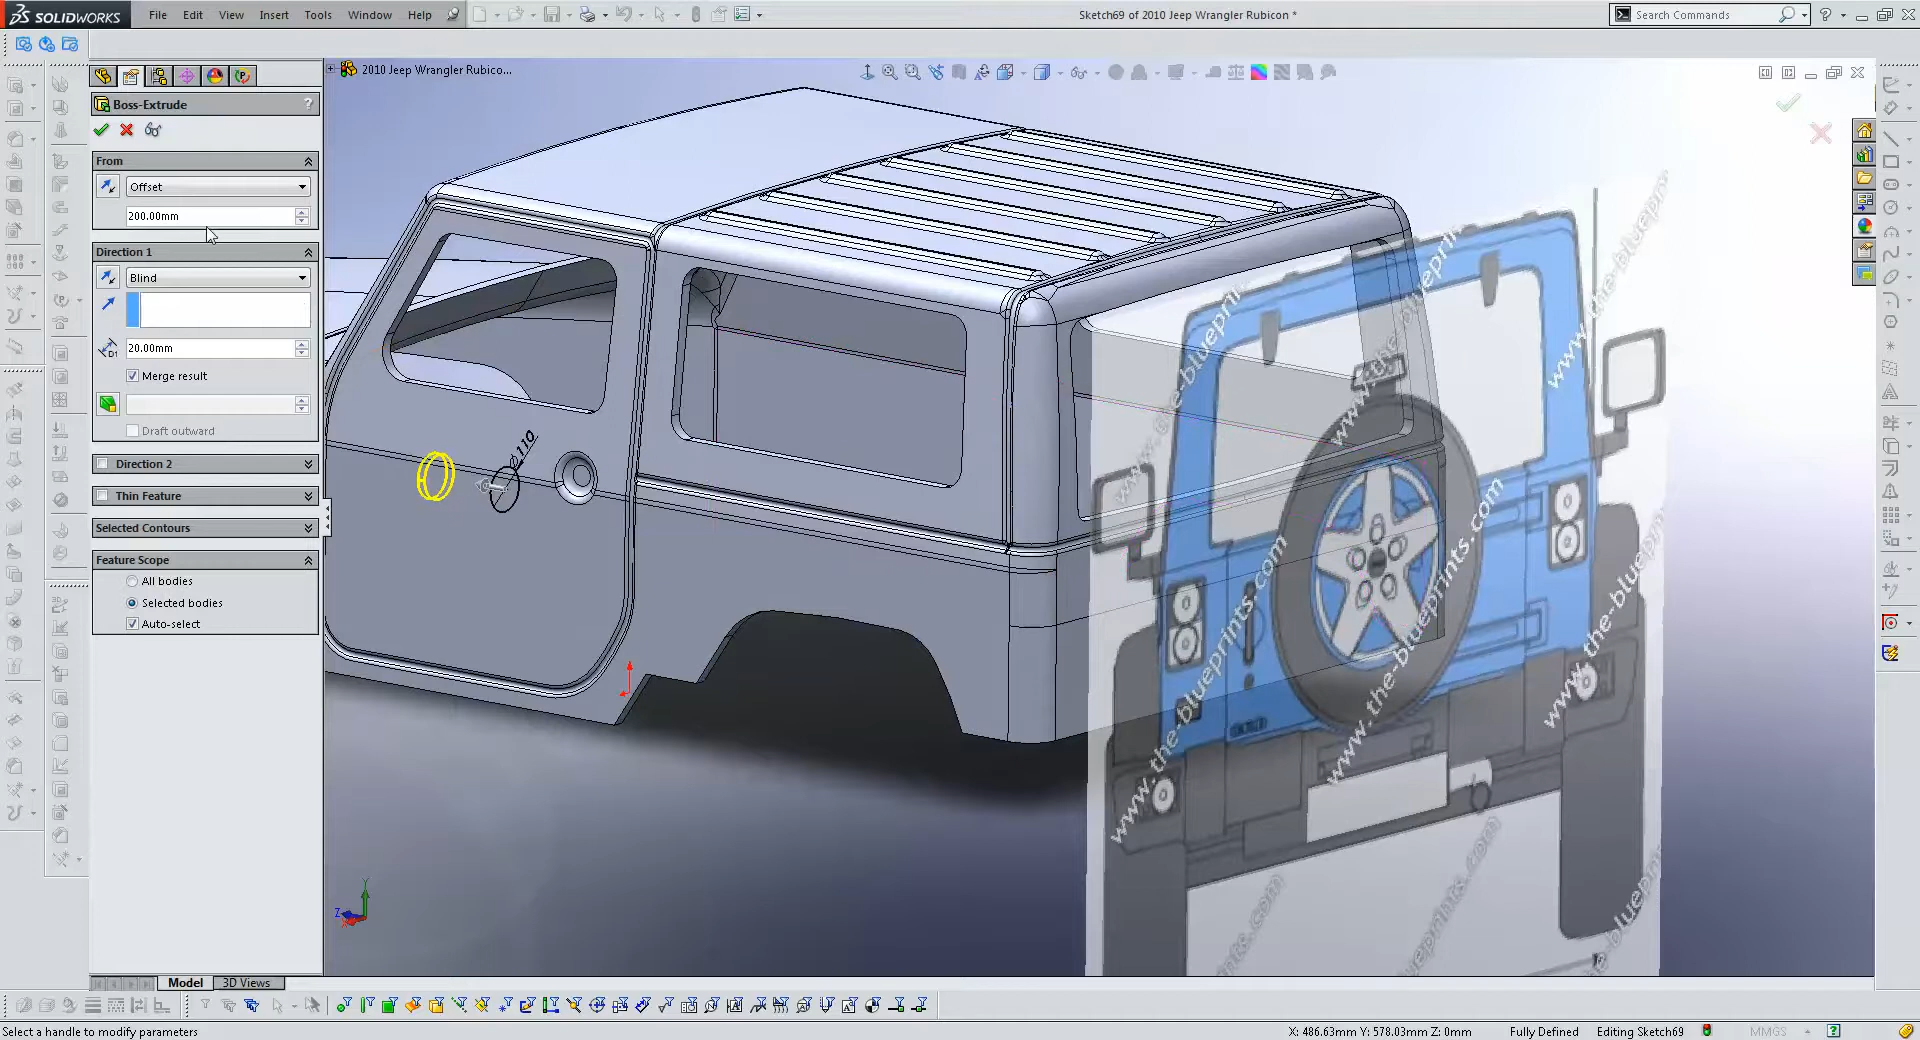 SOLIDWORKS
File Edit View Insert Tools Window Help
Sketch69 of 2010 Jeep Wrangler Rubicon *
Search Commands
2010 Jeep Wrangler Rubico...
Boss-Extrude
?
From
Offset
200.00mm
Direction 1
Blind
D1
20.00mm
Merge result
Draft outward
Direction 2
Thin Feature
Selected Contours
Feature Scope
All bodies
Selected bodies
Auto-select
Ø110
www.the-blueprints.com
www.the-blueprints.com
Y
Z
X
Model 3D Views
Select a handle to modify parameters
X: 486.63mm Y: 578.03mm Z: 0mm
Fully Defined
Editing Sketch69
MMGS